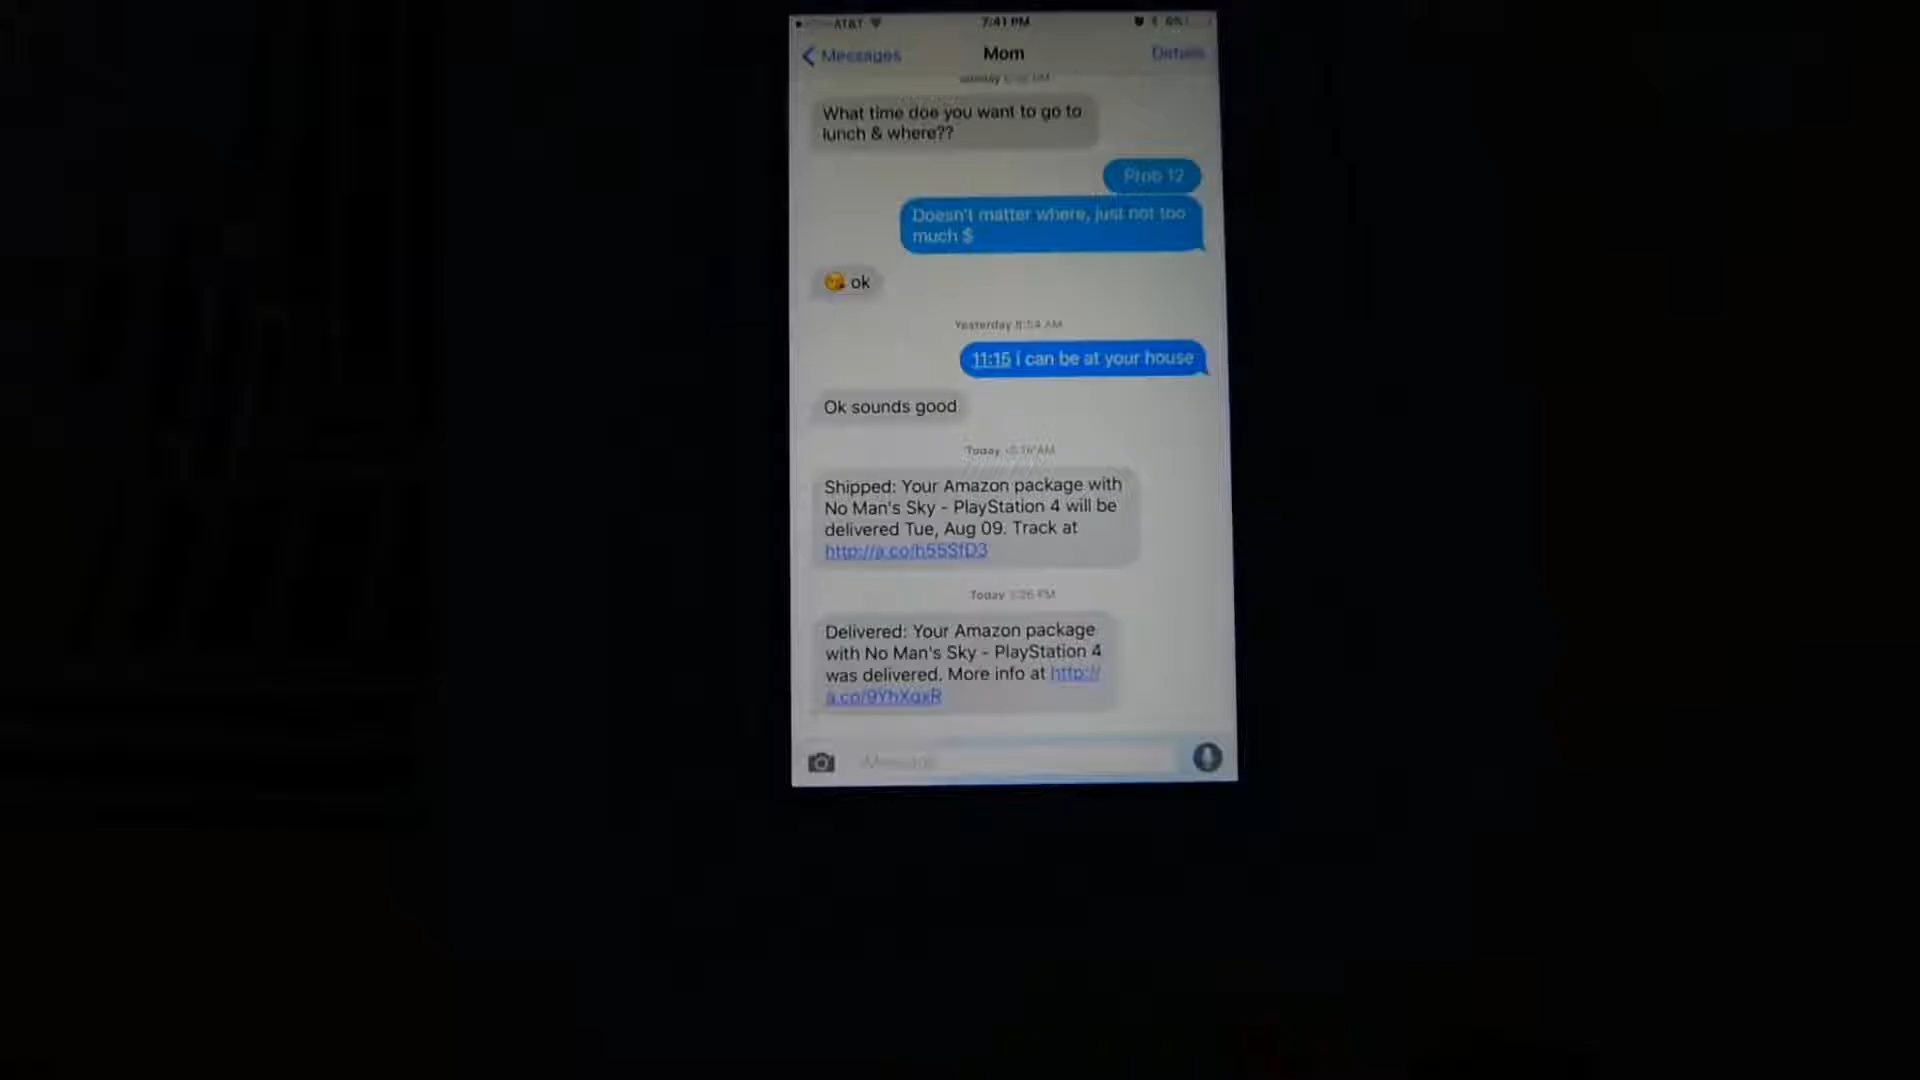 AT&T 7:41 PM
Messages Mom Details
What time doe you want to go to
lunch & where??
Prob 12
Doesn't matter where, just not too
much $
😘 ok
Yesterday AM
11:15 i can be at your house
Ok sounds good
Today AM
Shipped: Your Amazon package with
No Man's Sky - PlayStation 4 will be
delivered Tue, Aug 09. Track at
http://a.co/h55SfD3
Today PM
Delivered: Your Amazon package
with No Man's Sky - PlayStation 4
was delivered. More info at http://
a.co/9YhXqxR
iMessage